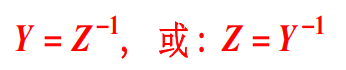 Y = Z⁻¹, 或: Z = Y⁻¹